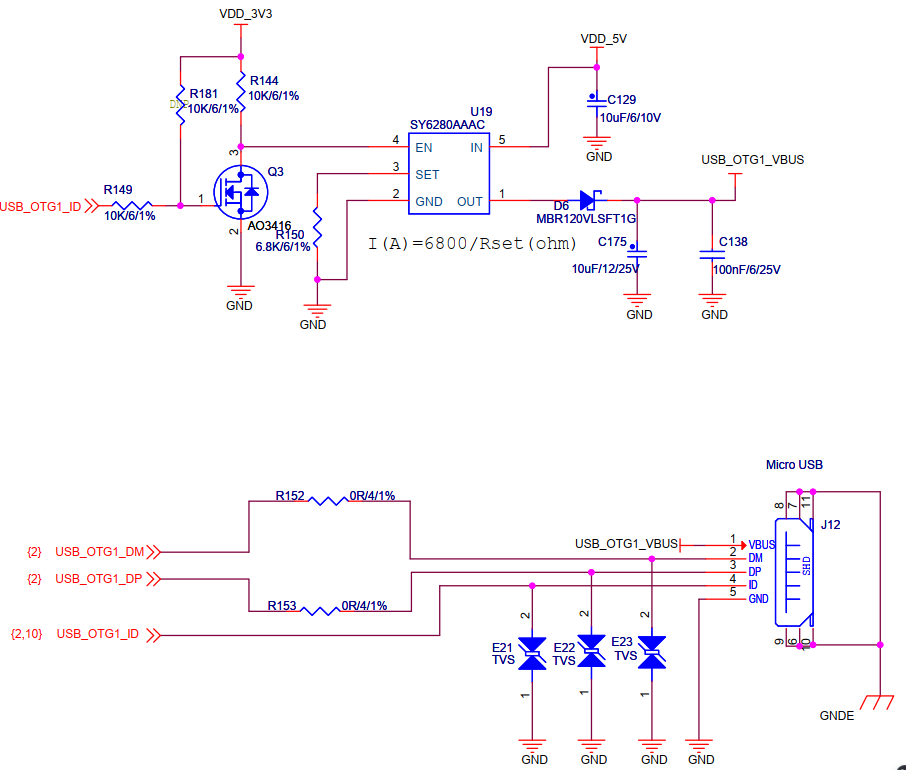 VDD_3V3
VDD_5V
R181
DNP
10K/6/1%
R144
10K/6/1%
C129
10uF/6/10V
GND
U19
SY6280AAAC
4 EN IN 5
3 SET
2 GND OUT 1
USB_OTG1_VBUS
3
Q3
R149
USB_OTG1_ID
10K/6/1%
1
2
AO3416
R150
6.8K/6/1%
D6
MBR120VLSFT1G
I(A)=6800/Rset(ohm)
C175
10uF/12/25V
C138
100nF/6/25V
GND
GND
GND
GND
Micro USB
R152 0R/4/1%
{2} USB_OTG1_DM
{2} USB_OTG1_DP
R153 0R/4/1%
{2,10} USB_OTG1_ID
8
7
11
J12
USB_OTG1_VBUS
1 VBUS
2 DM
3 DP
4 ID
5 GND
SHD
9
6
10
2
2
2
E21
TVS
E22
TVS
E23
TVS
1
1
1
GNDE
GND
GND
GND
GND